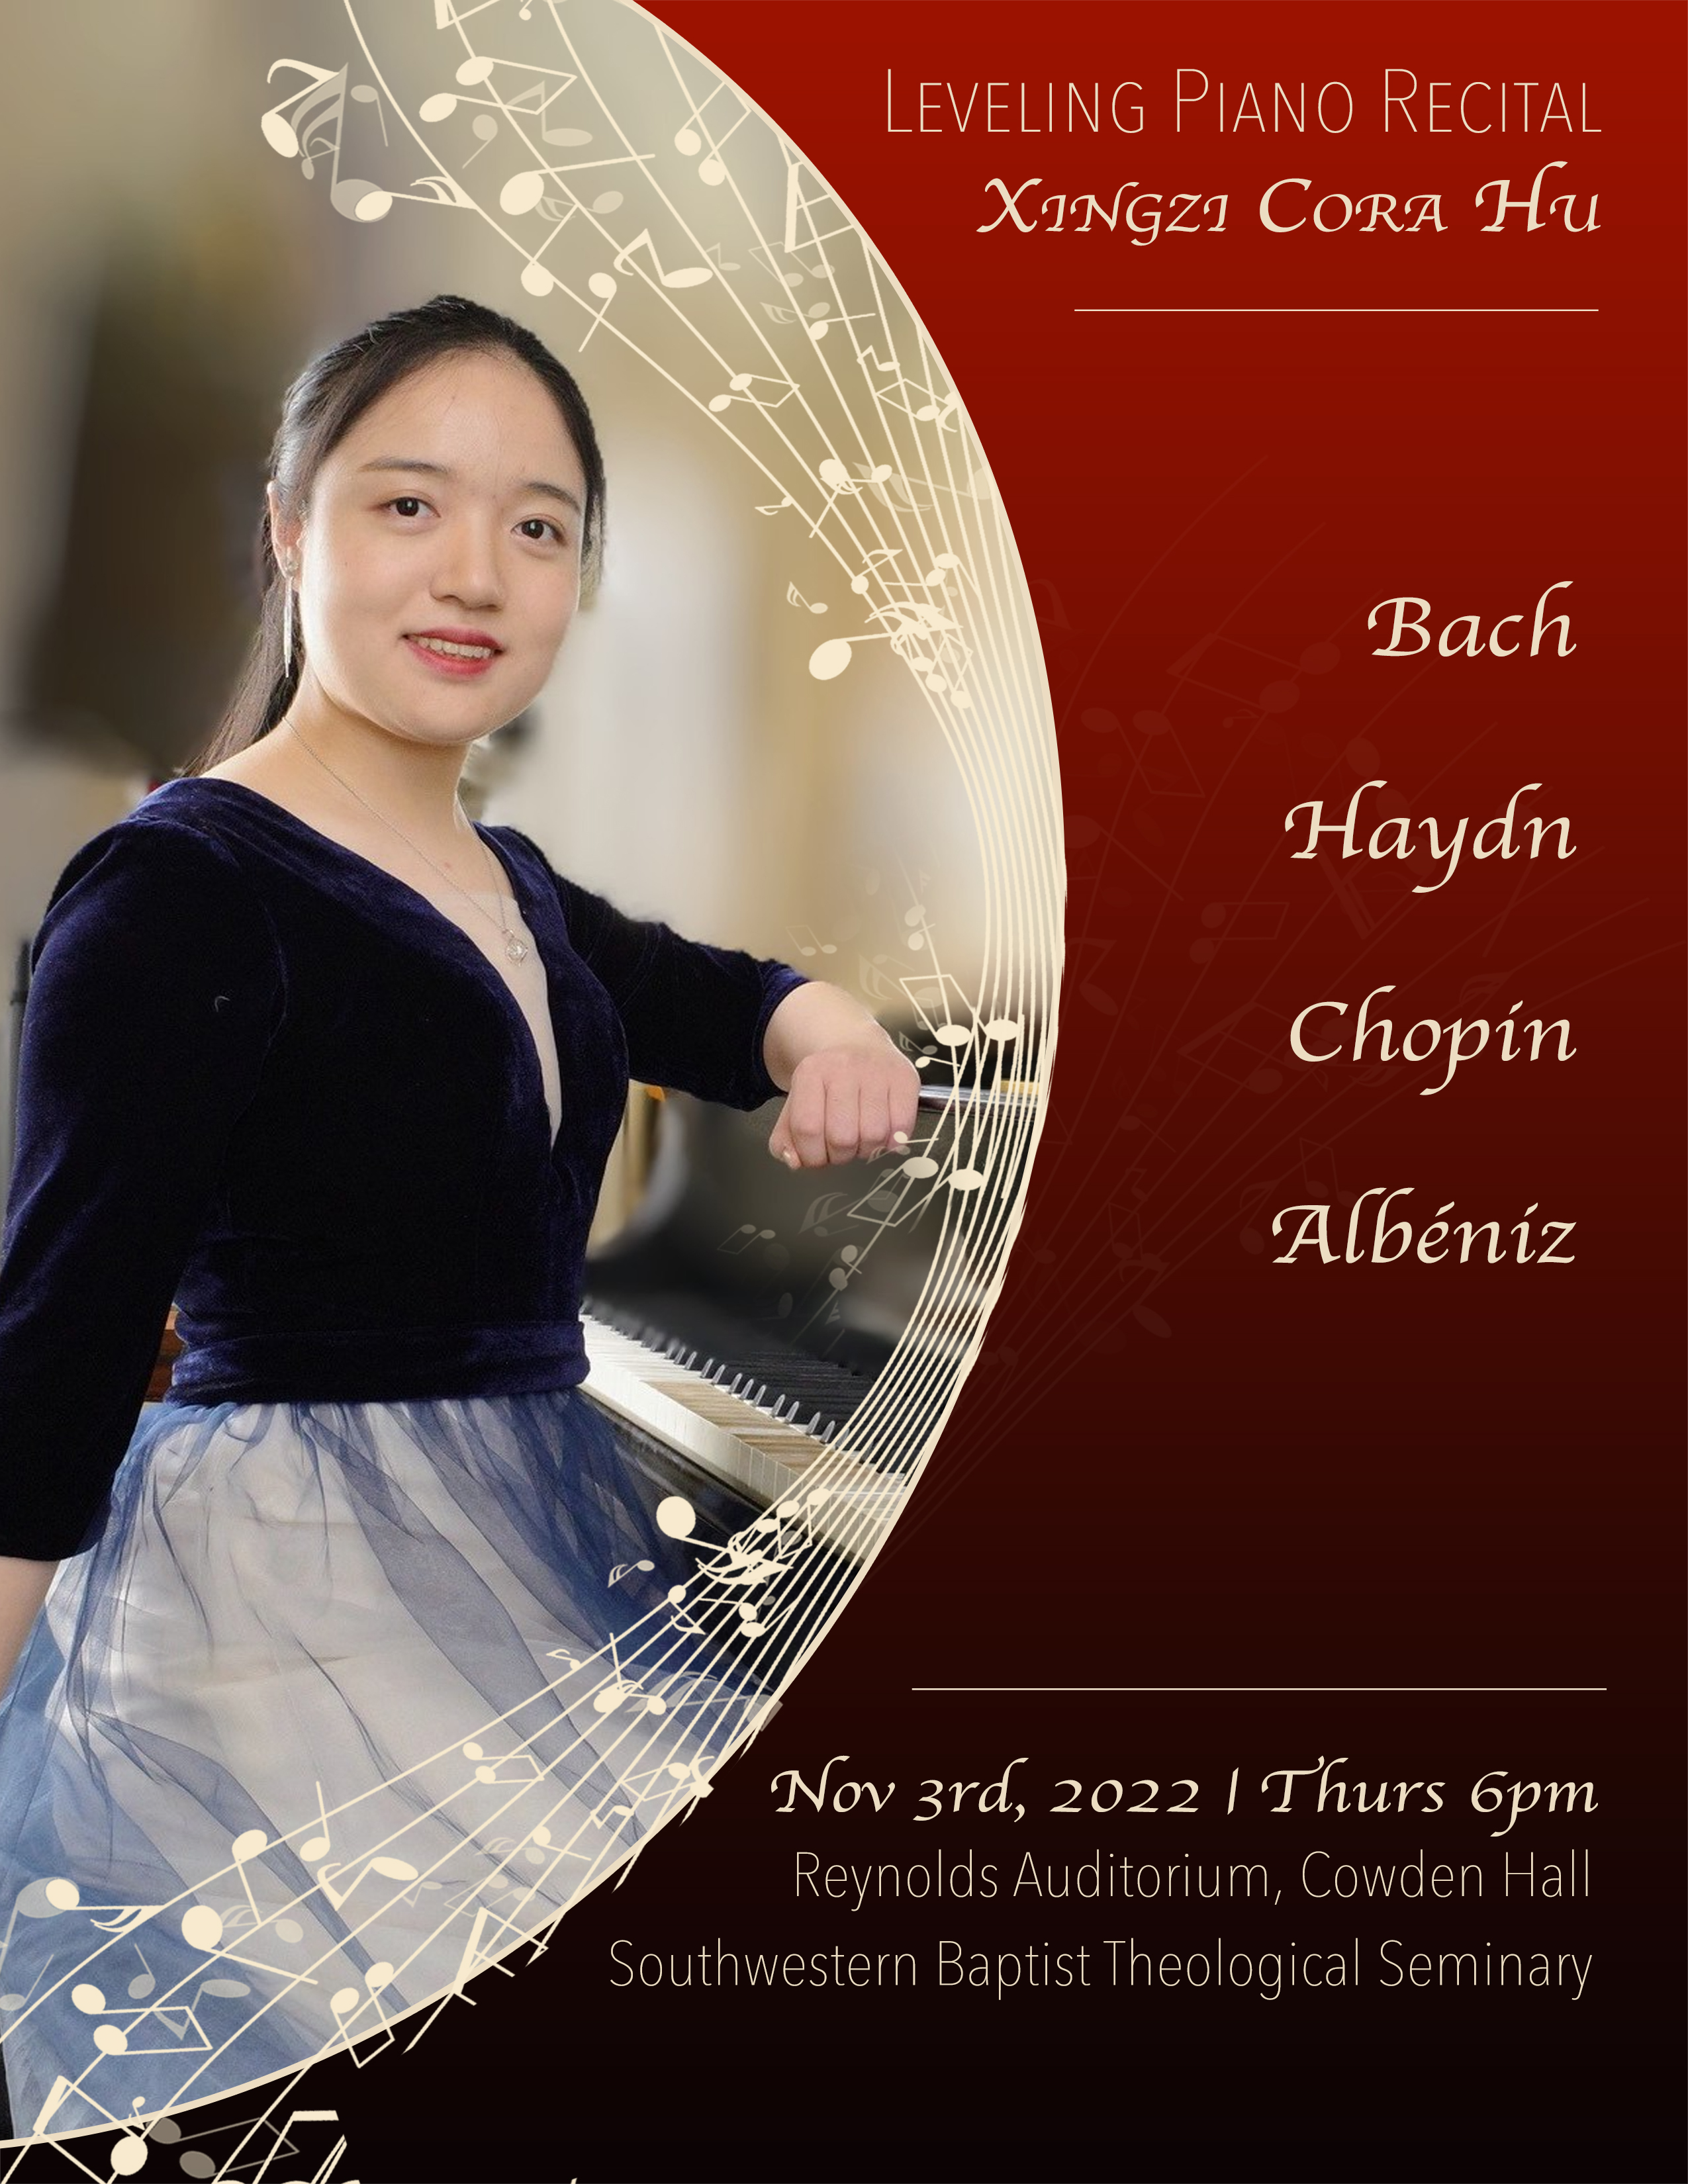 Leveling Piano Recital
Xingzi Cora Hu
Bach
Haydn
Chopin
Albéniz
Nov 3rd, 2022 | Thurs 6pm
Reynolds Auditorium, Cowden Hall
Southwestern Baptist Theological Seminary